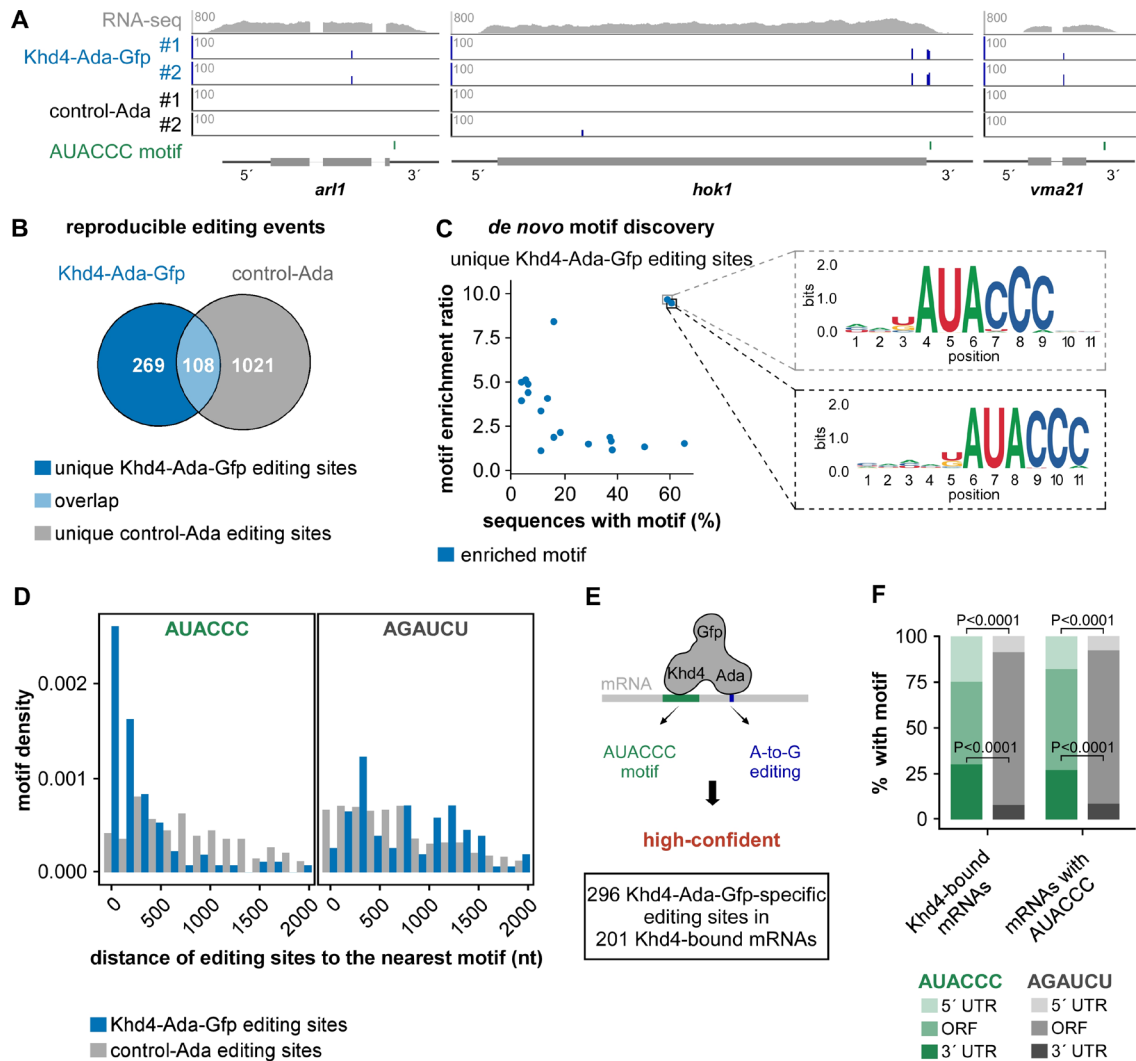 A
RNA-seq
800
800
800
Khd4-Ada-Gfp
#1
100
100
100
#2
100
100
100
control-Ada
#1
100
100
100
#2
100
100
100
AUACCC motif
5´ 3´ 5´ 3´ 5´ 3´
arl1
hok1
vma21
B reproducible editing events
Khd4-Ada-Gfp control-Ada
269 108 1021
unique Khd4-Ada-Gfp editing sites
overlap
unique control-Ada editing sites
C de novo motif discovery
unique Khd4-Ada-Gfp editing sites
motif enrichment ratio
10.0
7.5
5.0
2.5
0.0
0 20 40 60
sequences with motif (%)
enriched motif
bits
2.0
1.0
0.0
AUACCC
1 2 3 4 5 6 7 8 9 10 11
position
bits
2.0
1.0
0.0
AUACCC
1 2 3 4 5 6 7 8 9 10 11
position
D
AUACCC
AGAUCU
motif density
0.002
0.001
0.000
0 500 1000 1500 2000
0 500 1000 1500 2000
distance of editing sites to the nearest motif (nt)
Khd4-Ada-Gfp editing sites
control-Ada editing sites
E
Gfp
Khd4 Ada
mRNA
AUACCC
motif
A-to-G
editing
high-confident
296 Khd4-Ada-Gfp-specific
editing sites in
201 Khd4-bound mRNAs
F
P<0.0001 P<0.0001
% with motif
100
75
50
25
0
P<0.0001 P<0.0001
Khd4-bound
mRNAs
mRNAs with
AUACCC
AUACCC
5´ UTR
ORF
3´ UTR
AGAUCU
5´ UTR
ORF
3´ UTR